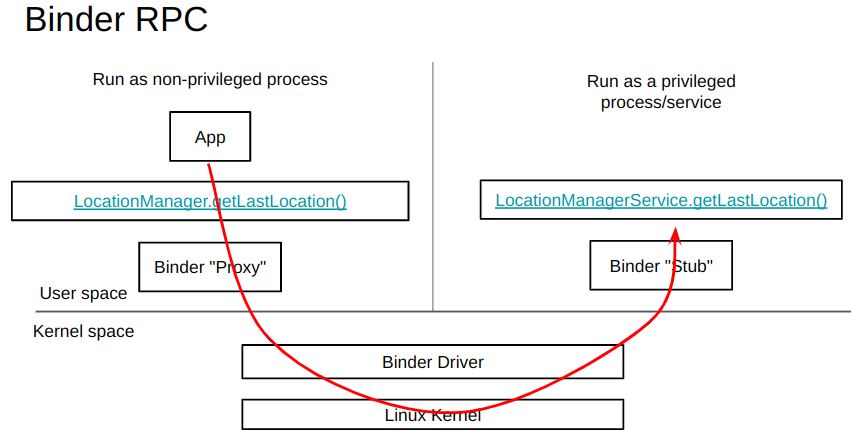 Binder RPC
Run as non-privileged process
Run as a privileged
process/service
App
LocationManager.getLastLocation()
LocationManagerService.getLastLocation()
Binder "Proxy"
Binder "Stub"
User space
Kernel space
Binder Driver
Linux Kernel